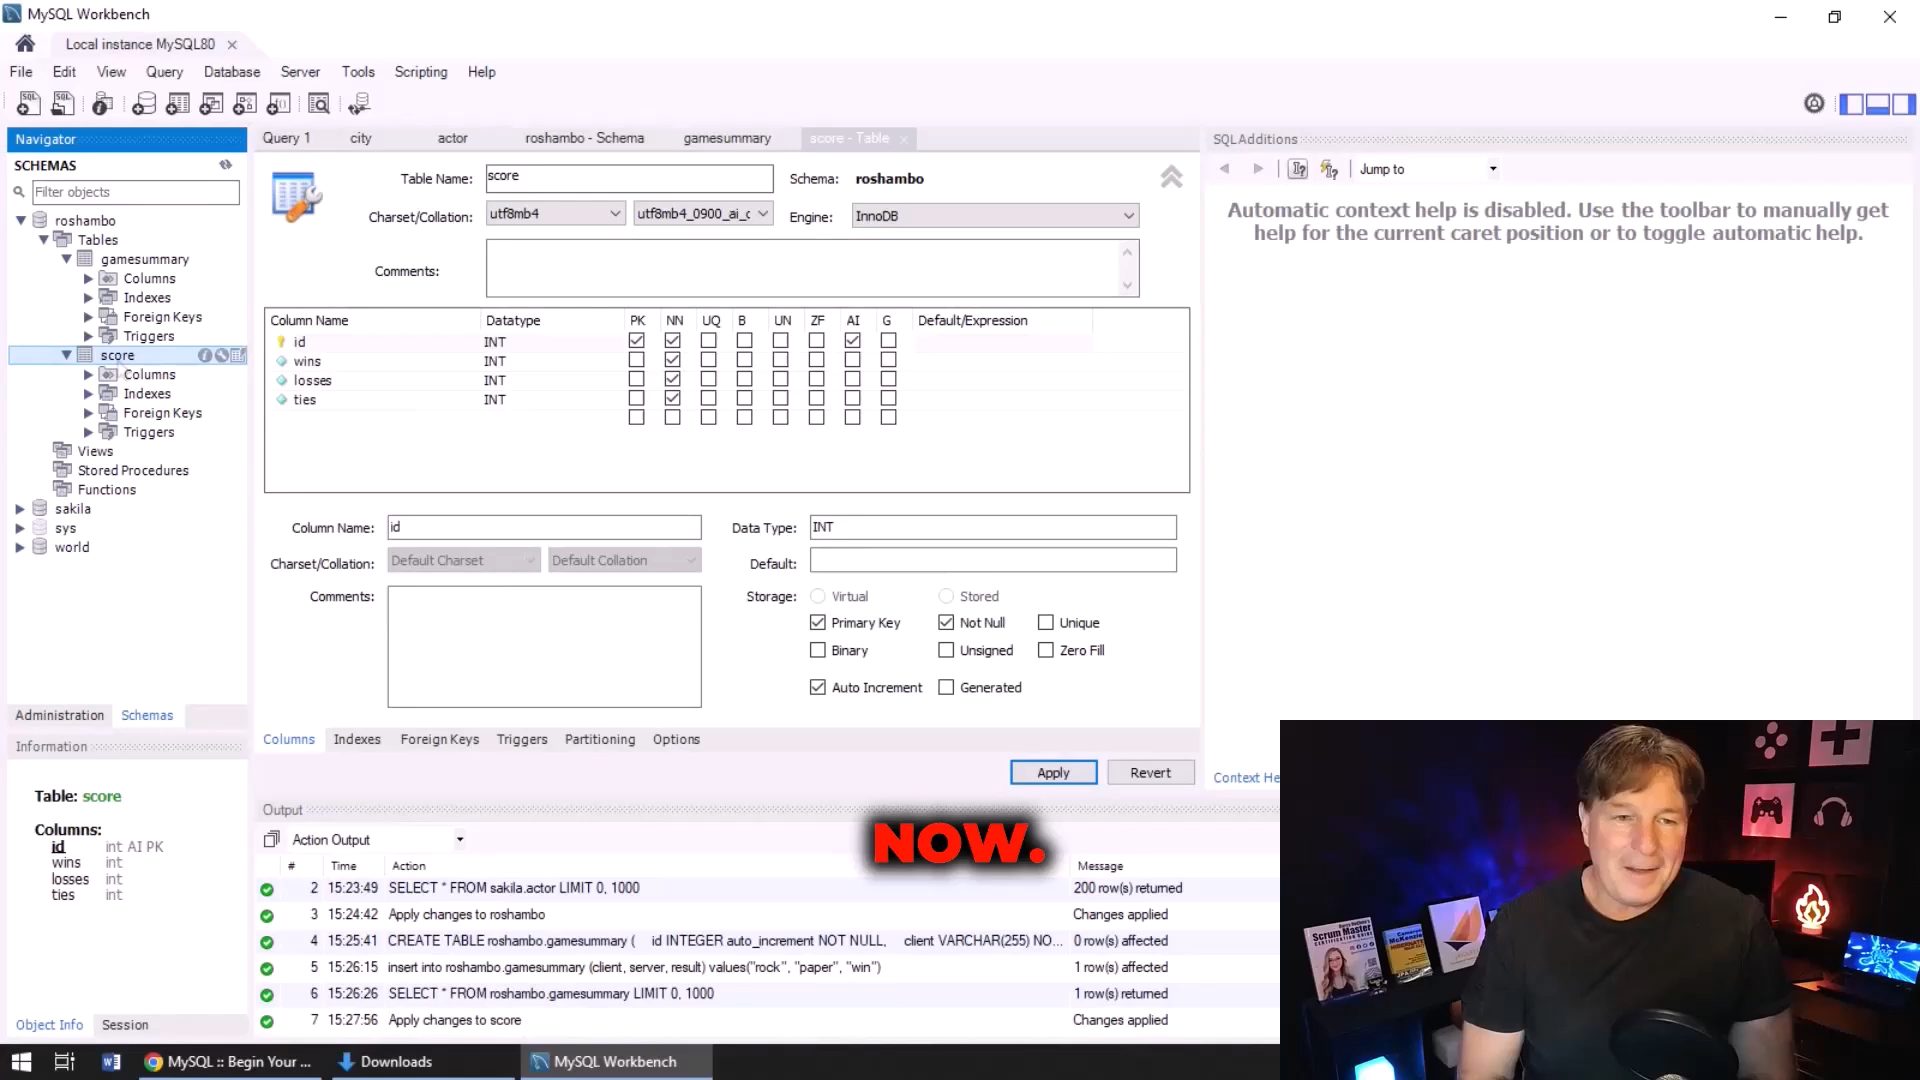 MySQL Workbench
Local instance MySQL80
File Edit View Query Database Server Tools Scripting Help
Navigator
SCHEMAS
Filter objects
roshambo
Tables
gamesummary
Columns
Indexes
Foreign Keys
Triggers
score
Columns
Indexes
Foreign Keys
Triggers
Views
Stored Procedures
Functions
sakila
sys
world
Administration Schemas
Information
Table: score
Columns:
id int AI PK
wins int
losses int
ties int
Object Info Session
Query 1 city actor roshambo - Schema gamesummary score - Table
Table Name: score Schema: roshambo
Charset/Collation: utf8mb4 utf8mb4_0900_ai_c Engine: InnoDB
Comments:
Column Name Datatype PK NN UQ B UN ZF AI G Default/Expression
id INT
wins INT
losses INT
ties INT
Column Name: id Data Type: INT
Charset/Collation: Default Charset Default Collation Default:
Comments: Storage: Virtual Stored
Primary Key Not Null Unique
Binary Unsigned Zero Fill
Auto Increment Generated
Columns Indexes Foreign Keys Triggers Partitioning Options
Apply Revert
Output
Action Output
NOW.
# Time Action Message
2 15:23:49 SELECT * FROM sakila.actor LIMIT 0, 1000 200 row(s) returned
3 15:24:42 Apply changes to roshambo Changes applied
4 15:25:41 CREATE TABLE roshambo.gamesummary ( id INTEGER auto_increment NOT NULL, client VARCHAR(255) NO... 0 row(s) affected
5 15:26:15 insert into roshambo.gamesummary (client, server, result) values("rock", "paper", "win") 1 row(s) affected
6 15:26:26 SELECT * FROM roshambo.gamesummary LIMIT 0, 1000 1 row(s) returned
7 15:27:56 Apply changes to score Changes applied
SQLAdditions
Jump to
Automatic context help is disabled. Use the toolbar to manually get
help for the current caret position or to toggle automatic help.
Context He
Scrum Master
MySQL :: Begin Your ... Downloads MySQL Workbench